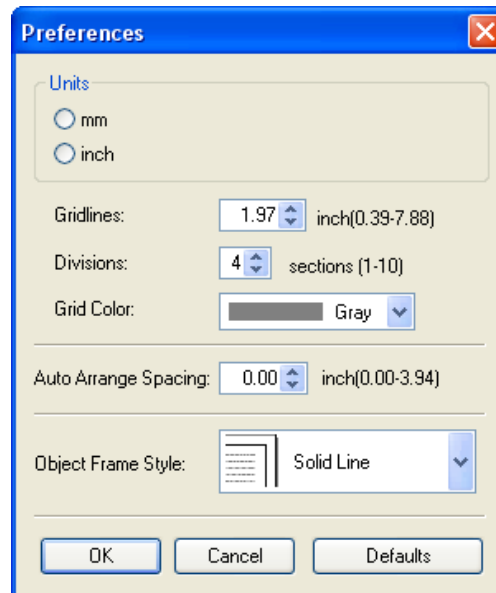 Preferences
Units
mm
inch
Gridlines: 1.97 inch(0.39-7.88)
Divisions: 4 sections (1-10)
Grid Color: Gray
Auto Arrange Spacing: 0.00 inch(0.00-3.94)
Object Frame Style: Solid Line
OK Cancel Defaults